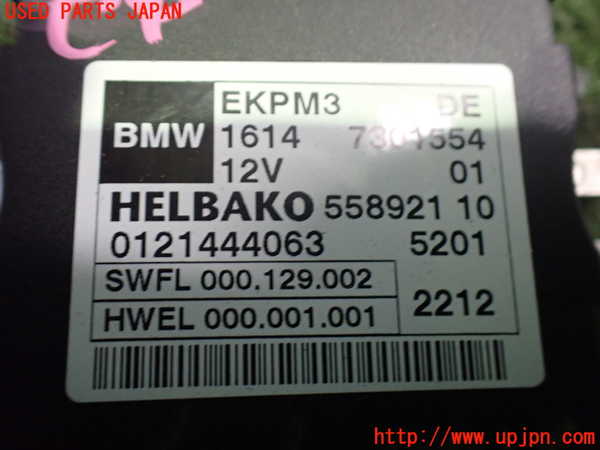 USED PARTS JAPAN
EKPM3 DE
BMW 1614 7301554
12V 01
HELBAKO 558921 10
0121444063 5201
SWFL 000.129.002
HWEL 000.001.001 2212
URL:http://www.upjpn.com